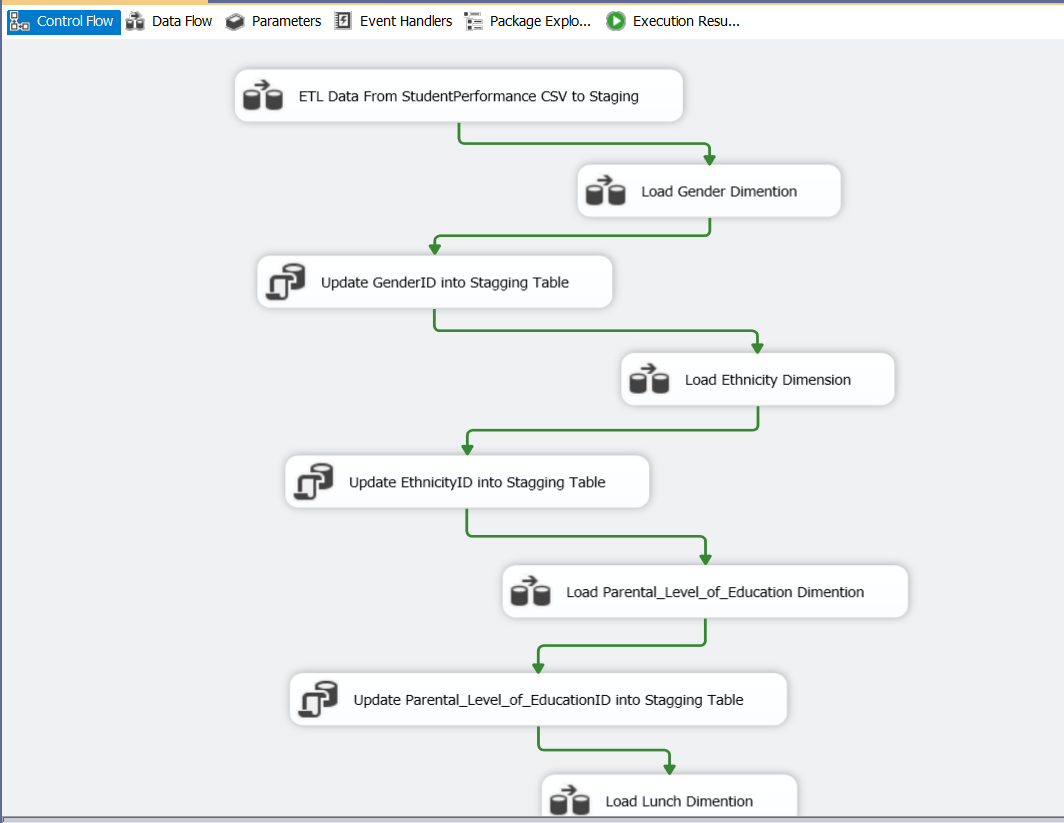 Control Flow Data Flow Parameters Event Handlers Package Explo... Execution Resu...
ETL Data From StudentPerformance CSV to Staging
Load Gender Dimention
Update GenderID into Stagging Table
Load Ethnicity Dimension
Update EthnicityID into Stagging Table
Load Parental_Level_of_Education Dimention
Update Parental_Level_of_EducationID into Stagging Table
Load Lunch Dimention